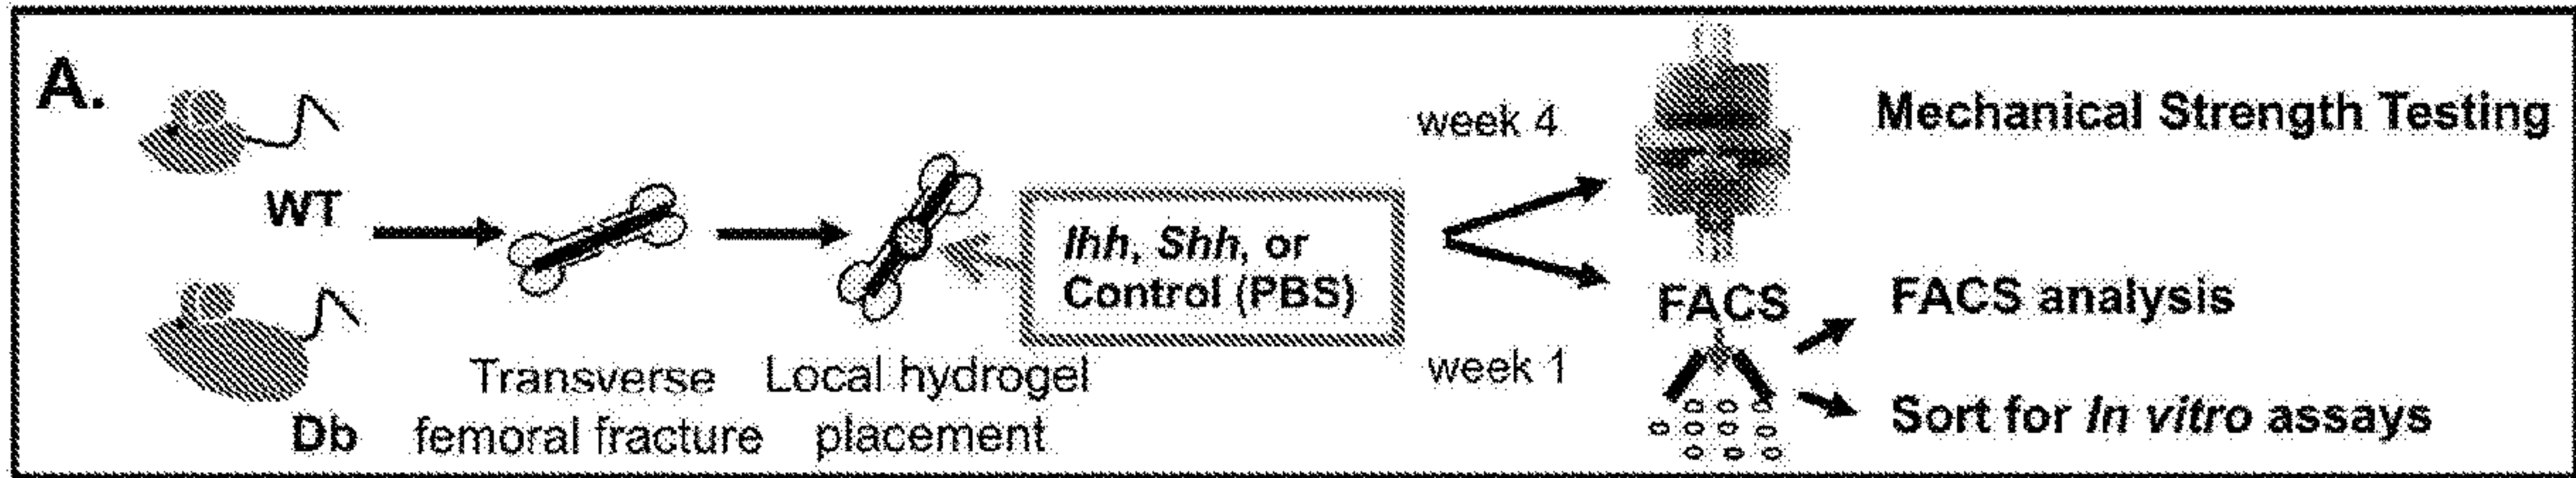 A.
WT
Db
Transverse
femoral fracture
Local hydrogel
placement
Ihh, Shh, or
Control (PBS)
week 4
week 1
Mechanical Strength Testing
FACS
FACS analysis
Sort for In vitro assays